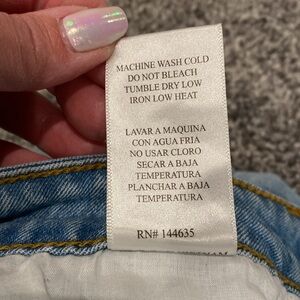 MACHINE WASH COLD
DO NOT BLEACH
TUMBLE DRY LOW
IRON LOW HEAT
LAVAR A MAQUINA
CON AGUA FRIA
NO USAR CLORO
SECAR A BAJA
TEMPERATURA
PLANCHAR A BAJA
TEMPERATURA
RN# 144635